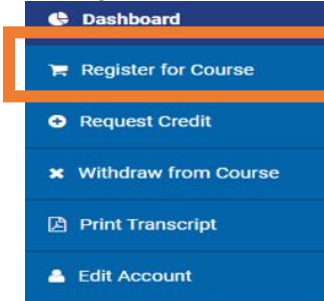 Dashboard
Register for Course
Request Credit
Withdraw from Course
Print Transcript
Edit Account